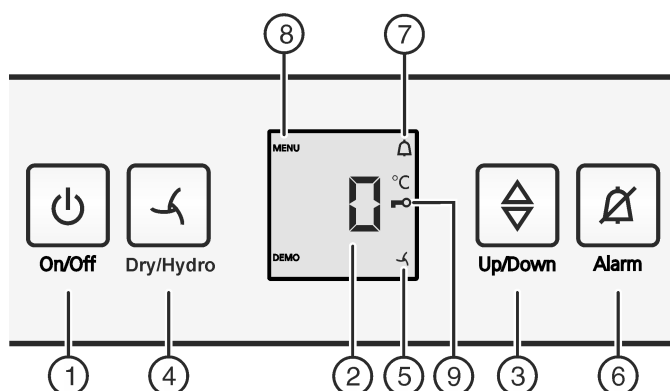 8 7
MENU
0 °C
DEMO
On/Off Dry/Hydro Up/Down Alarm
1 4 2 5 9 3 6